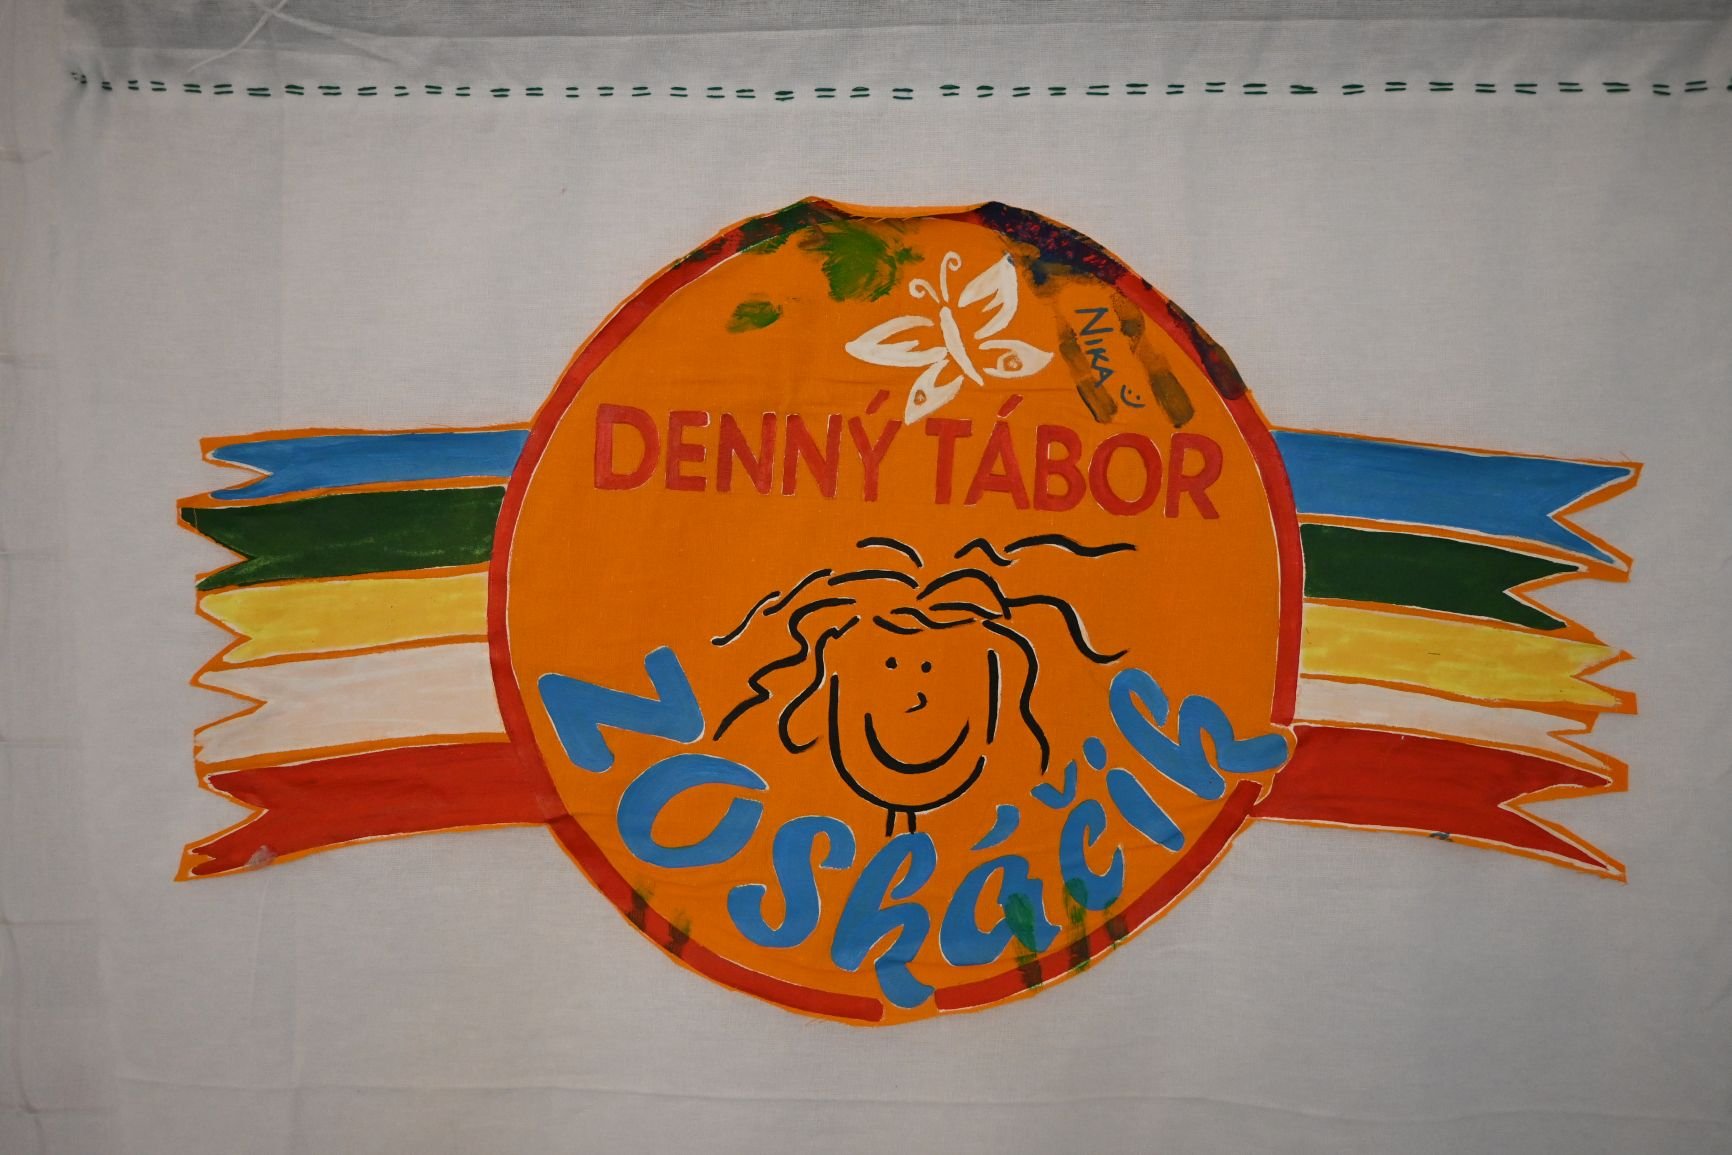 NIKA :)
DENNÝ TÁBOR
Zoskáčik